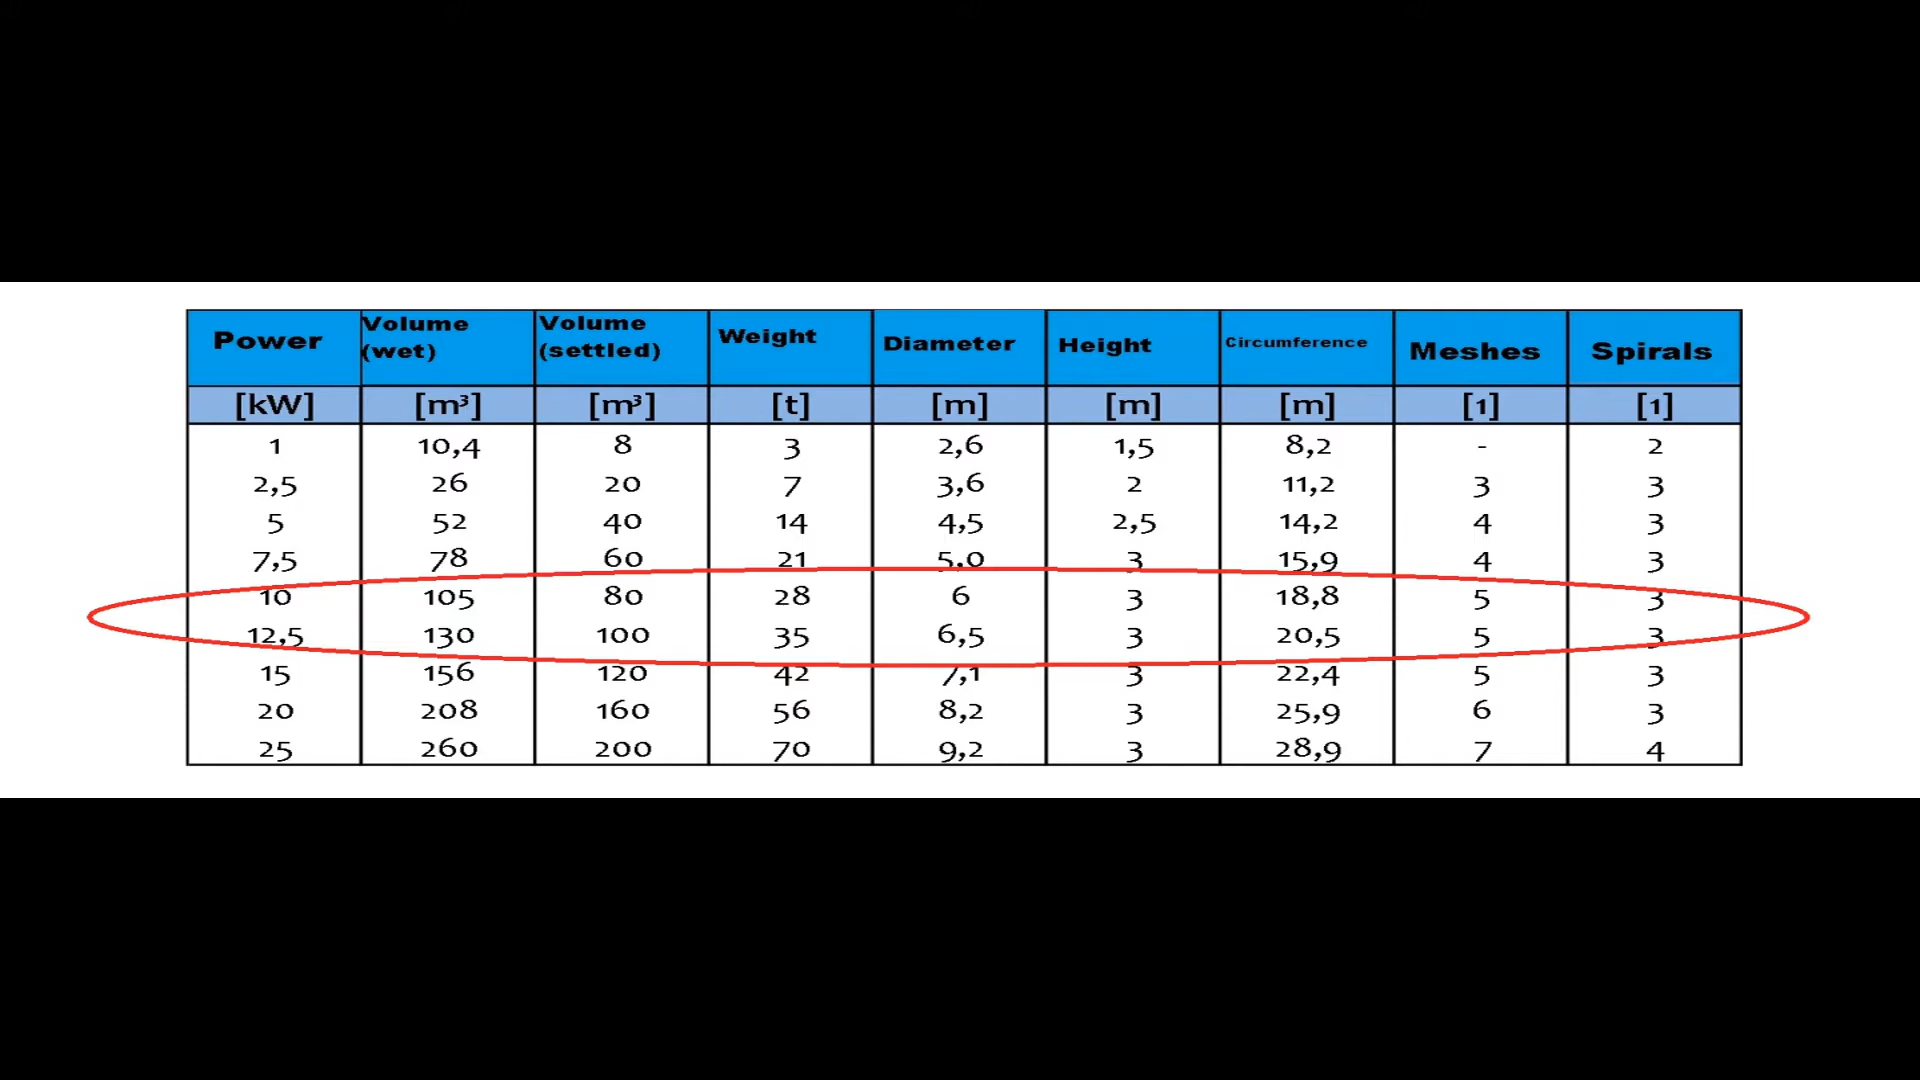 Power Volume (wet) Volume (settled) Weight Diameter Height Circumference Meshes Spirals
[kW] [m³] [m³] [t] [m] [m] [m] [1] [1]
1 10,4 8 3 2,6 1,5 8,2 - 2
2,5 26 20 7 3,6 2 11,2 3 3
5 52 40 14 4,5 2,5 14,2 4 3
7,5 78 60 21 5,0 3 15,9 4 3
10 105 80 28 6 3 18,8 5 3
12,5 130 100 35 6,5 3 20,5 5 3
15 156 120 42 7,1 3 22,4 5 3
20 208 160 56 8,2 3 25,9 6 3
25 260 200 70 9,2 3 28,9 7 4